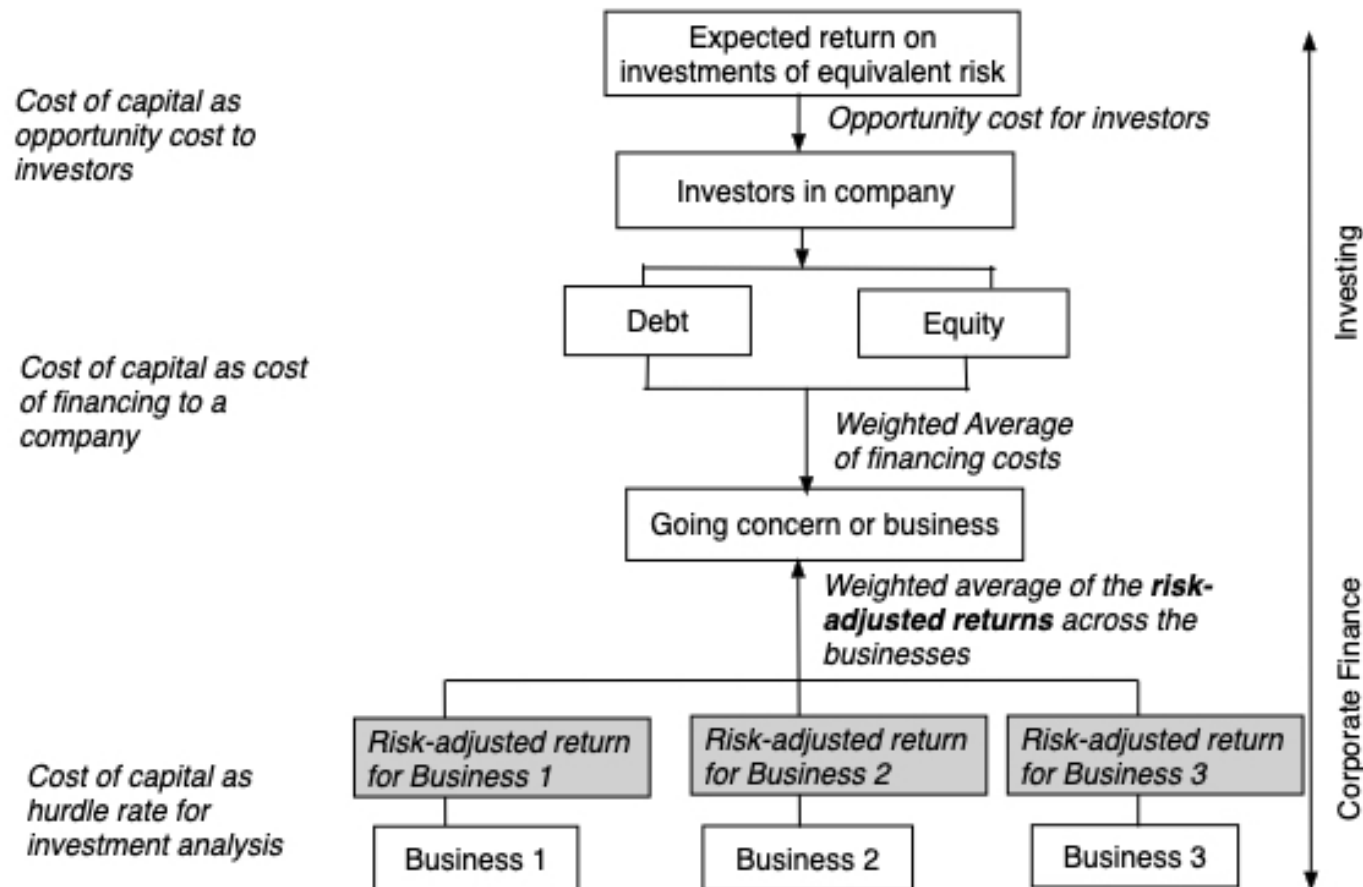 Expected return on
investments of equivalent risk
Cost of capital as
opportunity cost to
investors
Opportunity cost for investors
Investors in company
Investing
Debt
Equity
Cost of capital as cost
of financing to a
company
Weighted Average
of financing costs
Going concern or business
Weighted average of the risk-
adjusted returns across the
businesses
Corporate Finance
Risk-adjusted return
for Business 1
Risk-adjusted return
for Business 2
Risk-adjusted return
for Business 3
Cost of capital as
hurdle rate for
investment analysis
Business 1
Business 2
Business 3